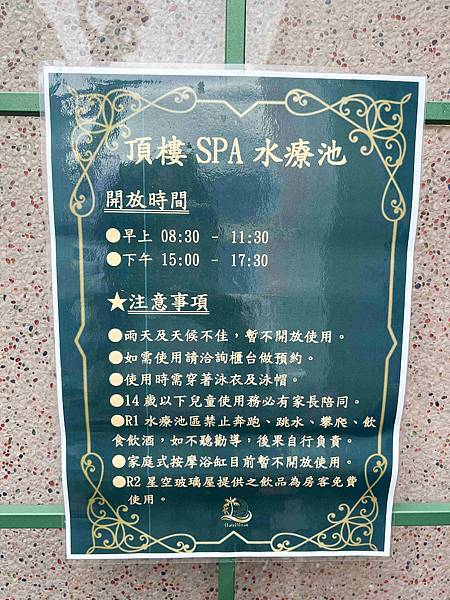 頂樓 SPA 水療池
開放時間
●早上 08:30 - 11:30
●下午 15:00 - 17:30
★注意事項
●雨天及天候不佳，暫不開放使用。
●如需使用請洽詢櫃台做預約。
●使用時需穿著泳衣及泳帽。
●14 歲以下兒童使用務必有家長陪同。
●R1 水療池區禁止奔跑、跳水、攀爬、飲
食飲酒，如不聽勸導，後果自行負責。
●家庭式按摩浴缸目前暫不開放使用。
●R2 星空玻璃屋提供之飲品為房客免費
使用。